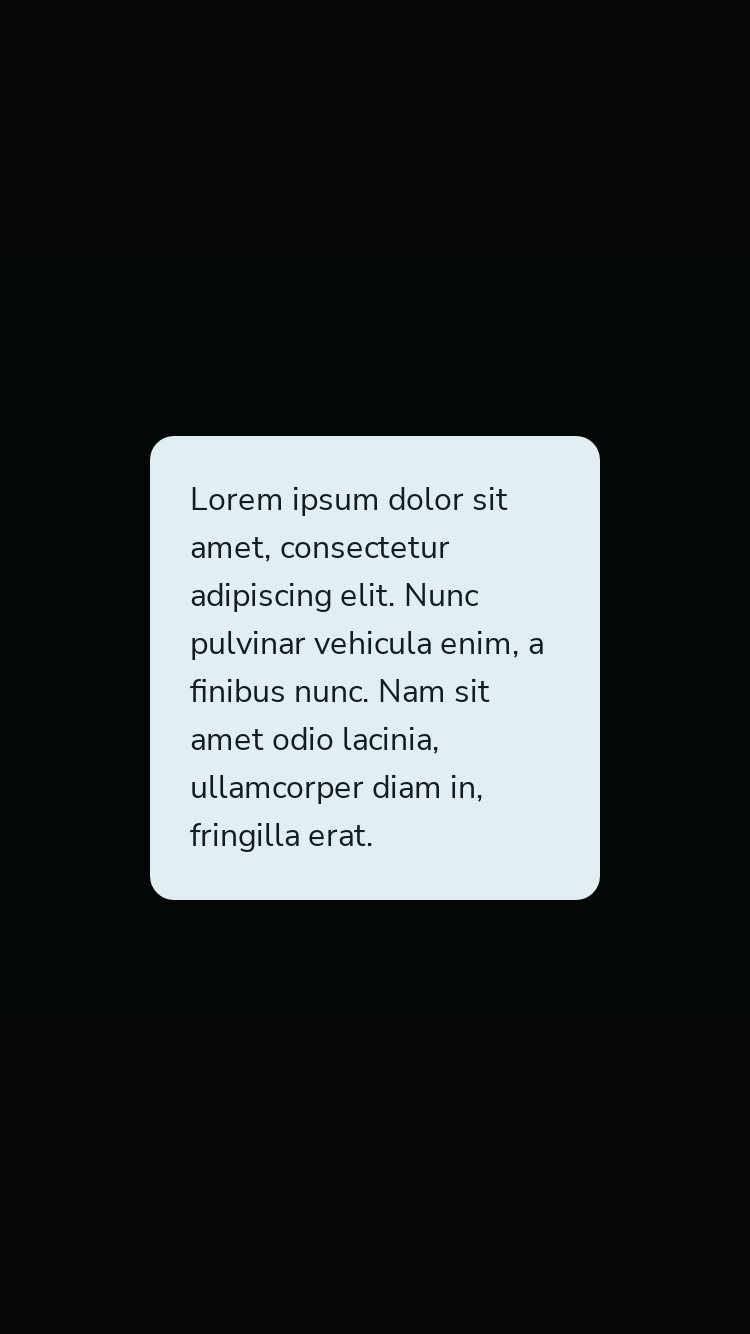 Lorem ipsum dolor sit
amet, consectetur
adipiscing elit. Nunc
pulvinar vehicula enim, a
finibus nunc. Nam sit
amet odio lacinia,
ullamcorper diam in,
fringilla erat.